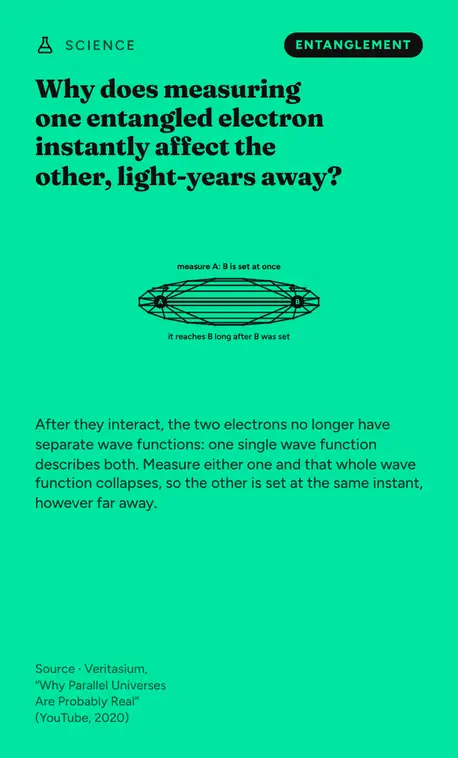 SCIENCE
ENTANGLEMENT
Why does measuring
one entangled electron
instantly affect the
other, light-years away?
measure A: B is set at once
A
B
it reaches B long after B was set
After they interact, the two electrons no longer have
separate wave functions: one single wave function
describes both. Measure either one and that whole wave
function collapses, so the other is set at the same instant,
however far away.
Source · Veritasium,
“Why Parallel Universes
Are Probably Real”
(YouTube, 2020)